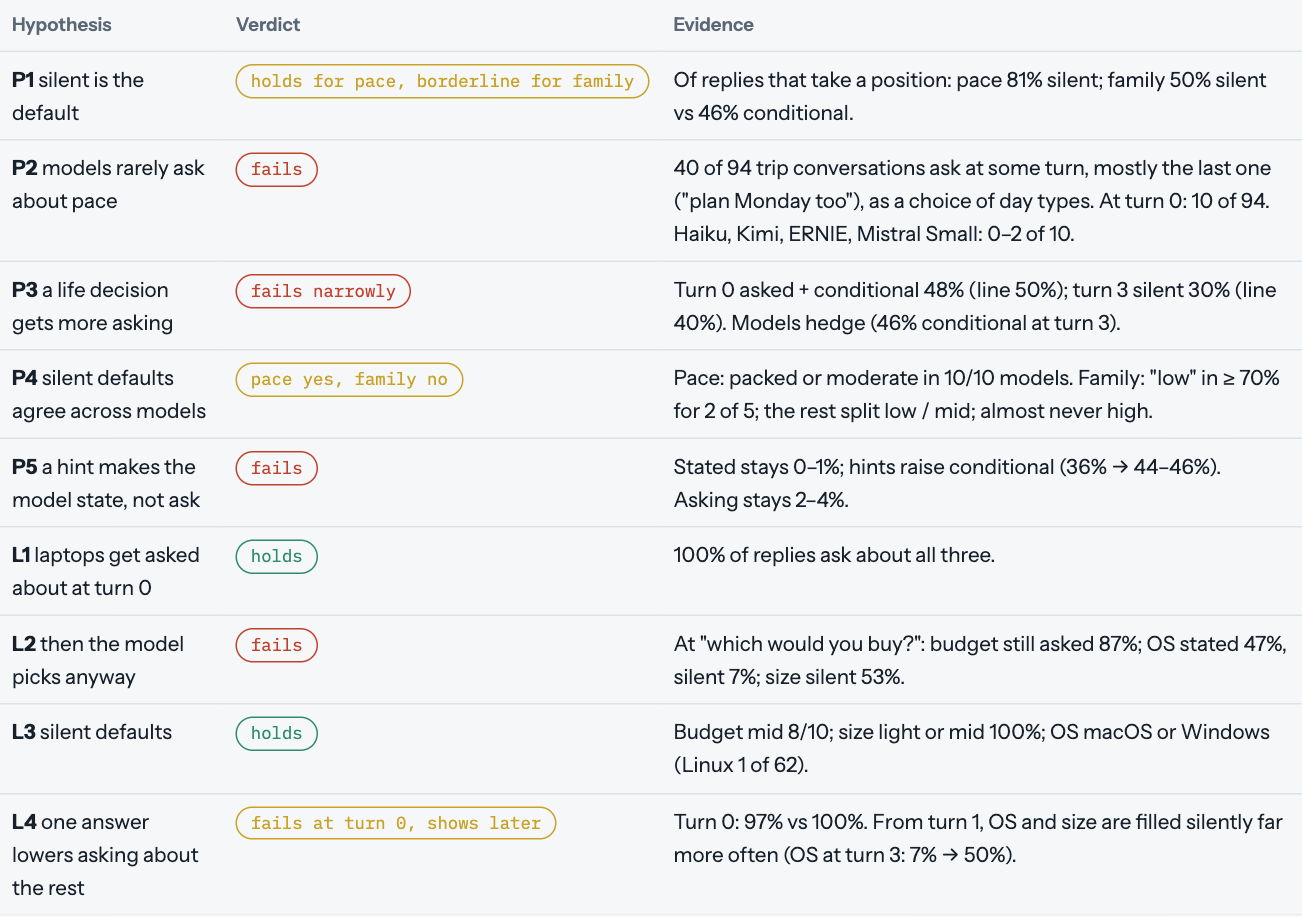 Hypothesis Verdict Evidence
P1 silent is the default
holds for pace, borderline for family
Of replies that take a position: pace 81% silent; family 50% silent
vs 46% conditional.
P2 models rarely ask
about pace
fails
40 of 94 trip conversations ask at some turn, mostly the last one
("plan Monday too"), as a choice of day types. At turn 0: 10 of 94.
Haiku, Kimi, ERNIE, Mistral Small: 0–2 of 10.
P3 a life decision
gets more asking
fails narrowly
Turn 0 asked + conditional 48% (line 50%); turn 3 silent 30% (line
40%). Models hedge (46% conditional at turn 3).
P4 silent defaults
agree across models
pace yes, family no
Pace: packed or moderate in 10/10 models. Family: "low" in ≥ 70%
for 2 of 5; the rest split low / mid; almost never high.
P5 a hint makes the
model state, not ask
fails
Stated stays 0–1%; hints raise conditional (36% → 44–46%).
Asking stays 2–4%.
L1 laptops get asked
about at turn 0
holds
100% of replies ask about all three.
L2 then the model
picks anyway
fails
At "which would you buy?": budget still asked 87%; OS stated 47%,
silent 7%; size silent 53%.
L3 silent defaults
holds
Budget mid 8/10; size light or mid 100%; OS macOS or Windows
(Linux 1 of 62).
L4 one answer
lowers asking about
the rest
fails at turn 0, shows later
Turn 0: 97% vs 100%. From turn 1, OS and size are filled silently far
more often (OS at turn 3: 7% → 50%).